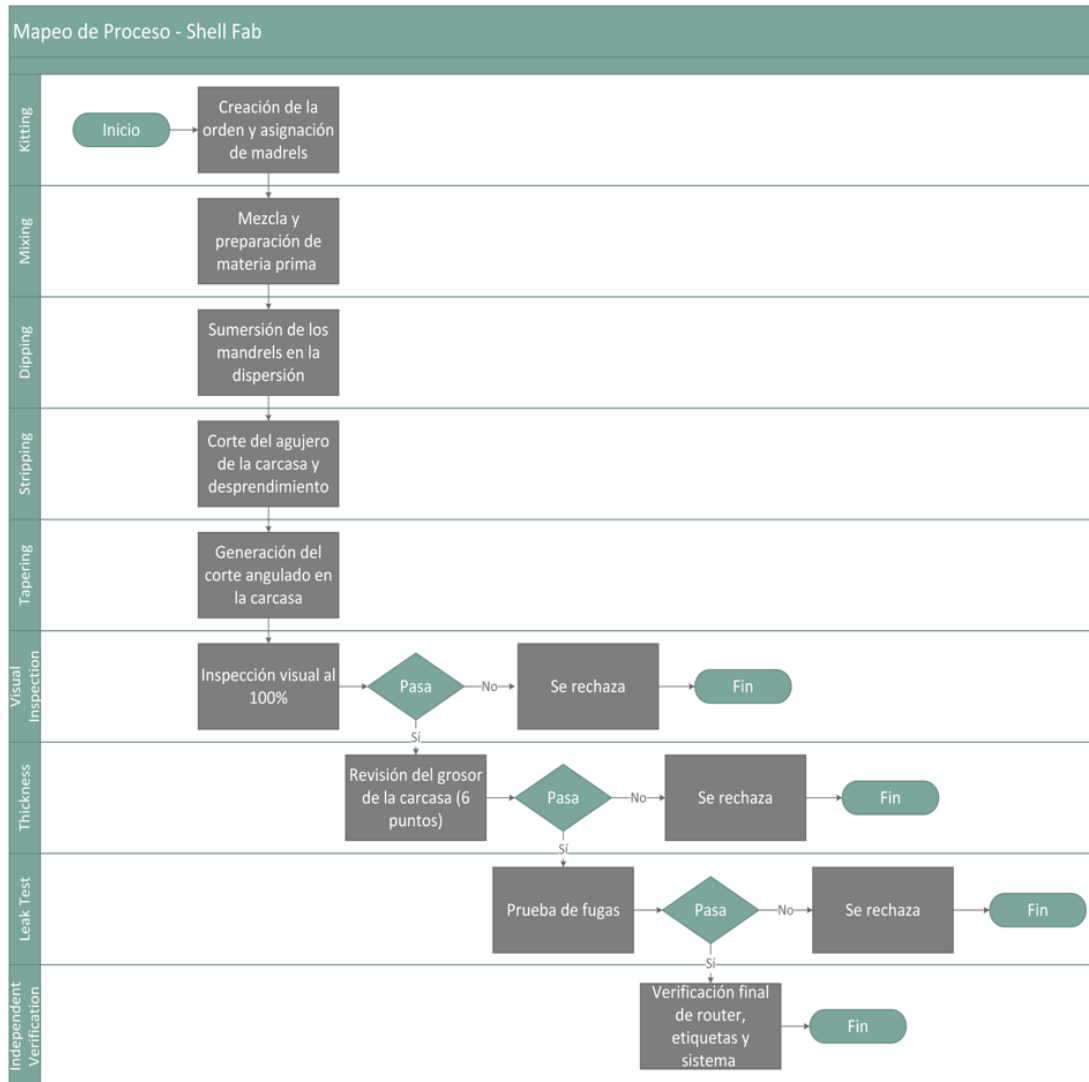 Mapeo de Proceso - Shell Fab
Kitting
Inicio
Creación de la
orden y asignación
de madrels
Mixing
Mezcla y
preparación de
materia prima
Dipping
Sumersión de los
mandrels en la
dispersión
Stripping
Corte del agujero
de la carcasa y
desprendimiento
Tapering
Generación del
corte angulado en
la carcasa
Visual
Inspection
Inspección visual al
100%
Pasa
No
Se rechaza
Fin
Sí
Thickness
Revisión del grosor
de la carcasa (6
puntos)
Pasa
No
Se rechaza
Fin
Sí
Leak Test
Prueba de fugas
Pasa
No
Se rechaza
Fin
Sí
Independent
Verification
Verificación final
de router,
etiquetas y
sistema
Fin